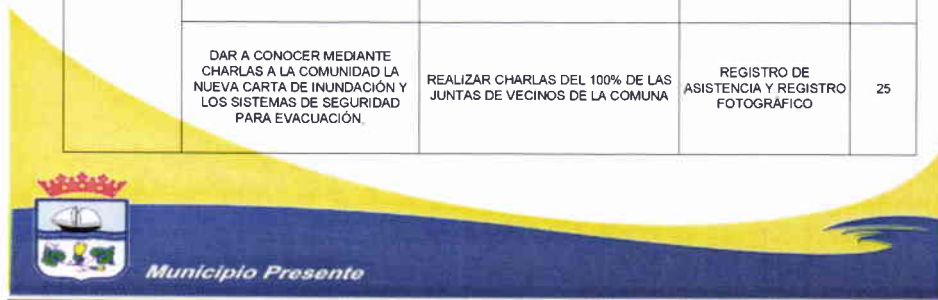 DAR A CONOCER MEDIANTE
CHARLAS A LA COMUNIDAD LA
NUEVA CARTA DE INUNDACIÓN Y
LOS SISTEMAS DE SEGURIDAD
PARA EVACUACIÓN.
REALIZAR CHARLAS DEL 100% DE LAS
JUNTAS DE VECINOS DE LA COMUNA
REGISTRO DE
ASISTENCIA Y REGISTRO
FOTOGRÁFICO
25
Municipio Presente